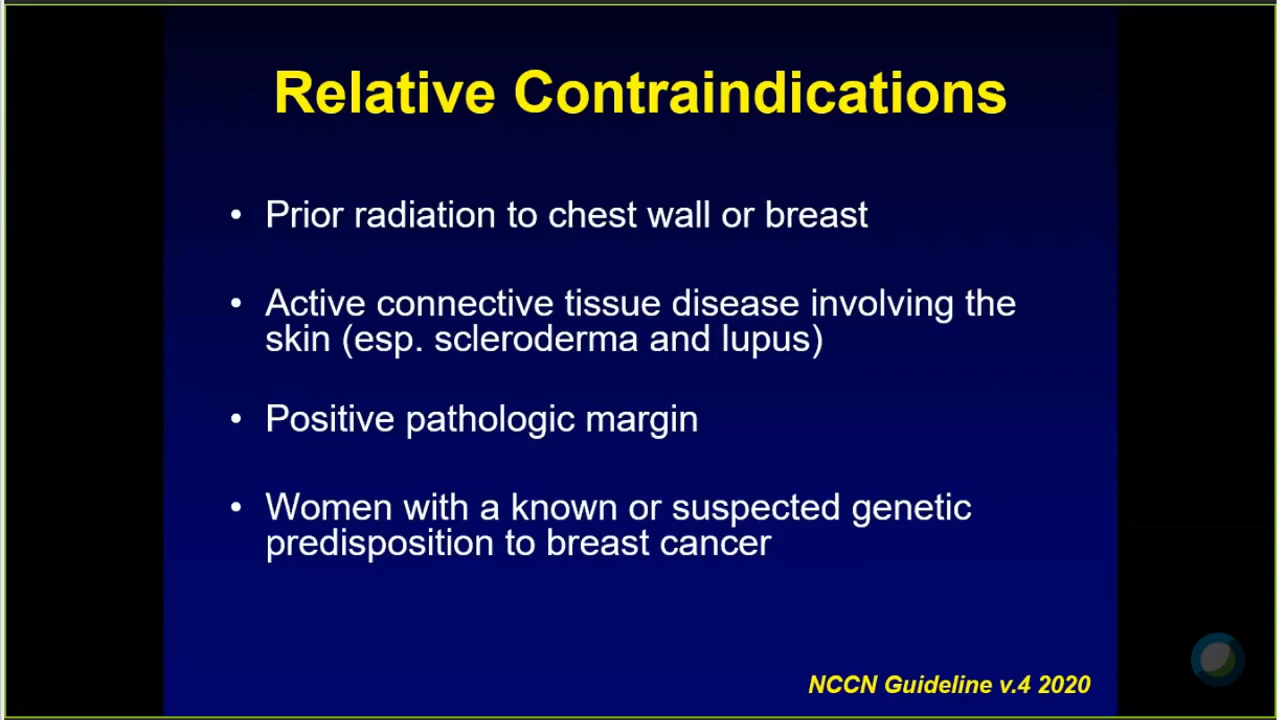 Relative Contraindications
• Prior radiation to chest wall or breast
• Active connective tissue disease involving the
skin (esp. scleroderma and lupus)
• Positive pathologic margin
• Women with a known or suspected genetic
predisposition to breast cancer
NCCN Guideline v.4 2020